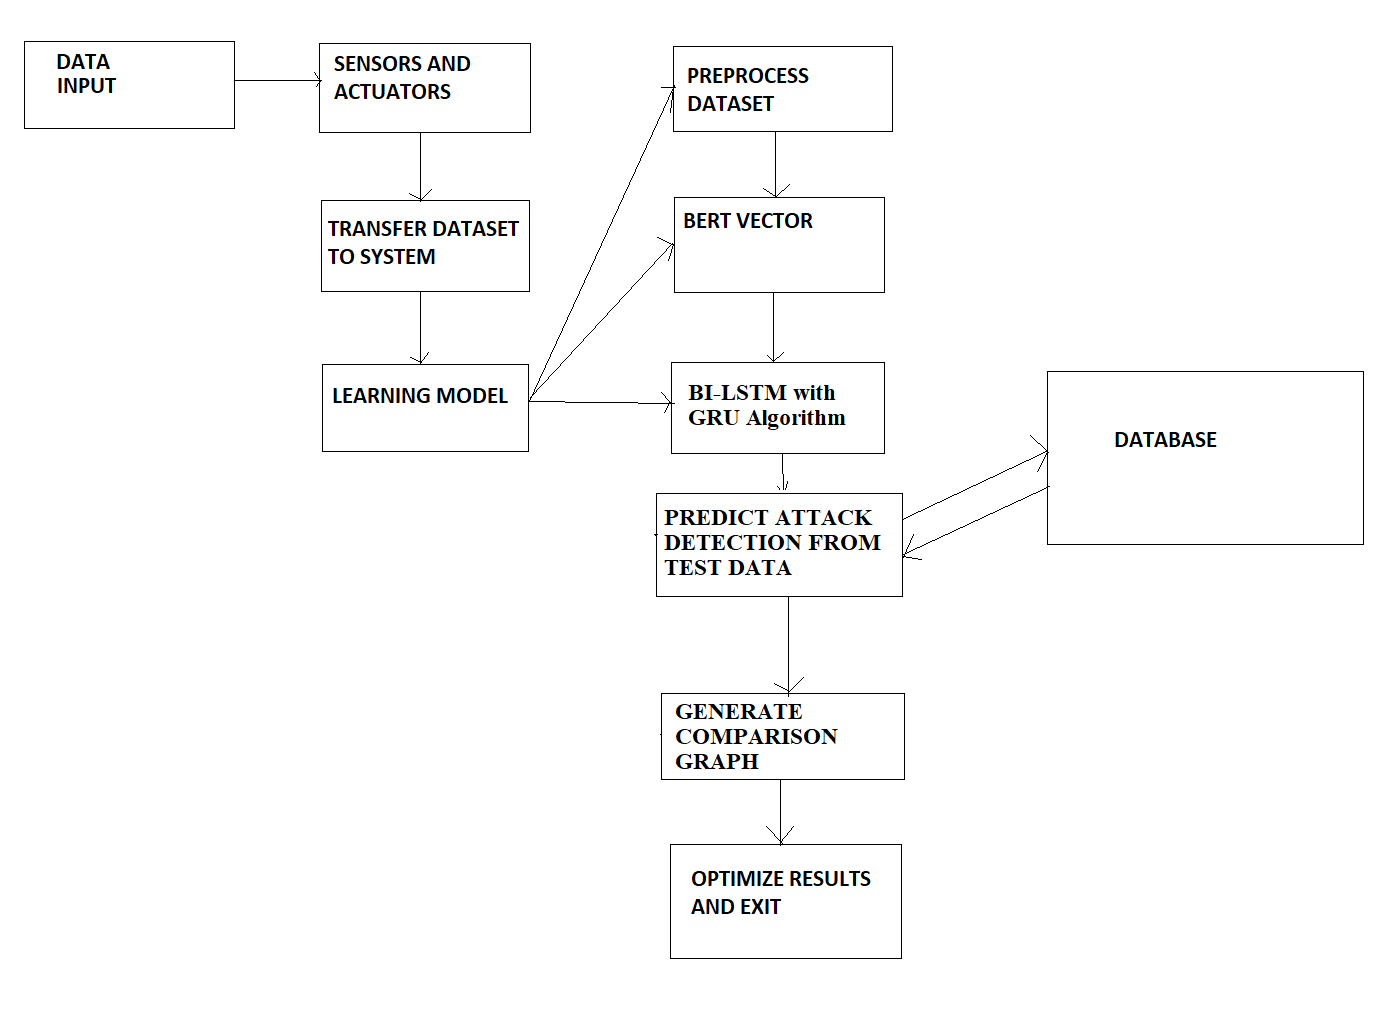 DATA
INPUT
SENSORS AND
ACTUATORS
TRANSFER DATASET
TO SYSTEM
LEARNING MODEL
PREPROCESS
DATASET
BERT VECTOR
BI-LSTM with
GRU Algorithm
PREDICT ATTACK
DETECTION FROM
TEST DATA
DATABASE
GENERATE
COMPARISON
GRAPH
OPTIMIZE RESULTS
AND EXIT